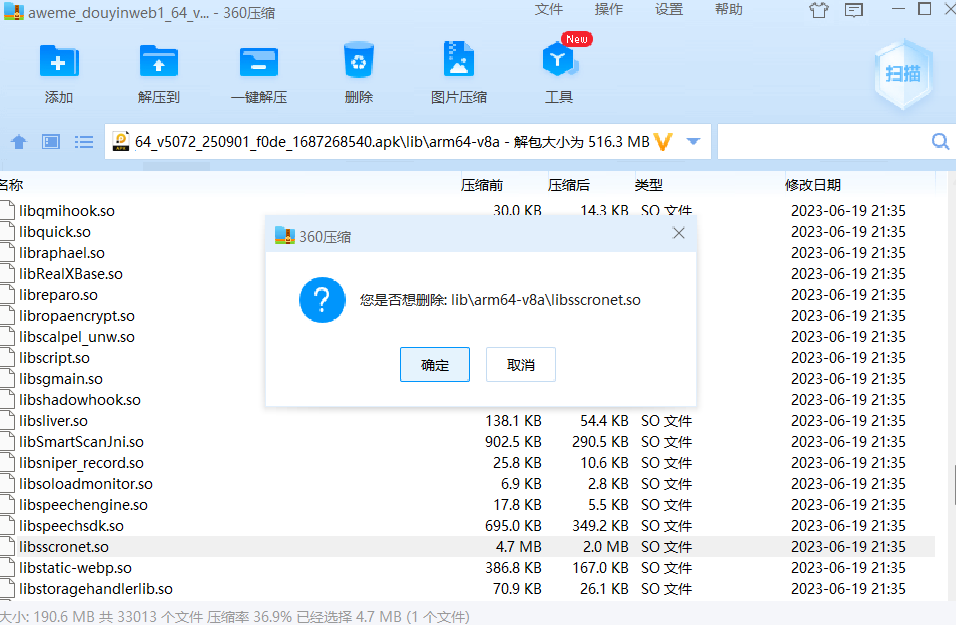 aweme_douyinweb1_64_v... - 360压缩 文件 操作 设置 帮助
New
添加 解压到 一键解压 删除 图片压缩 工具 扫描
64_v5072_250901_f0de_1687268540.apk\lib\arm64-v8a - 解包大小为 516.3 MB
名称 压缩前 压缩后 类型 修改日期
libqmihook.so 30.0 KB 14.3 KB SO 文件 2023-06-19 21:35
libquick.so 2023-06-19 21:35
libraphael.so 2023-06-19 21:35
libRealXBase.so 2023-06-19 21:35
libreparo.so 2023-06-19 21:35
libropaencrypt.so 2023-06-19 21:35
libscalpel_unw.so 2023-06-19 21:35
libscript.so 2023-06-19 21:35
libsgmain.so 2023-06-19 21:35
libshadowhook.so 2023-06-19 21:35
360压缩
您是否想删除: lib\arm64-v8a\libsscronet.so
确定 取消
libsliver.so 138.1 KB 54.4 KB SO 文件 2023-06-19 21:35
libSmartScanJni.so 902.5 KB 290.5 KB SO 文件 2023-06-19 21:35
libsniper_record.so 25.8 KB 10.6 KB SO 文件 2023-06-19 21:35
libsoloadmonitor.so 6.9 KB 2.8 KB SO 文件 2023-06-19 21:35
libspeechengine.so 17.8 KB 5.5 KB SO 文件 2023-06-19 21:35
libspeechsdk.so 695.0 KB 349.2 KB SO 文件 2023-06-19 21:35
libsscronet.so 4.7 MB 2.0 MB SO 文件 2023-06-19 21:35
libstatic-webp.so 386.8 KB 167.0 KB SO 文件 2023-06-19 21:35
libstoragehandlerlib.so 70.9 KB 26.1 KB SO 文件 2023-06-19 21:35
大小: 190.6 MB 共 33013 个文件 压缩率 36.9% 已经选择 4.7 MB (1 个文件)